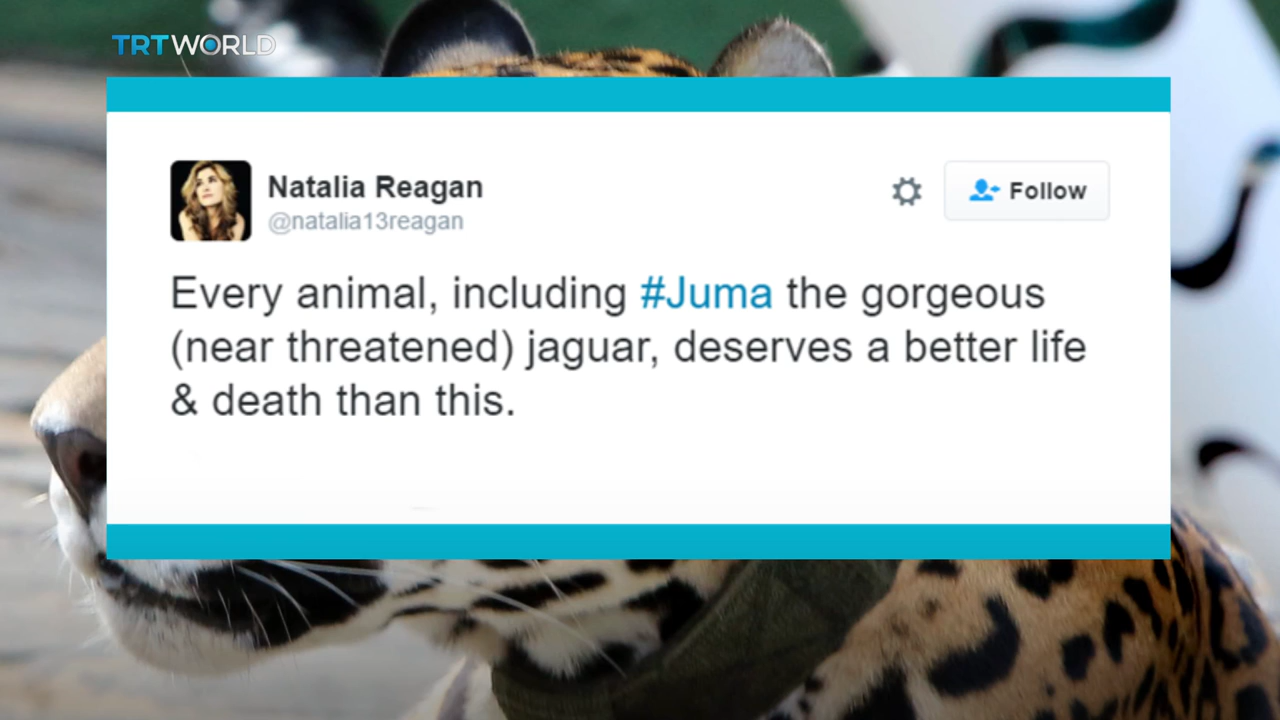 TRTWORLD
Natalia Reagan
@natalia13reagan
Follow
Every animal, including #Juma the gorgeous
(near threatened) jaguar, deserves a better life
& death than this.